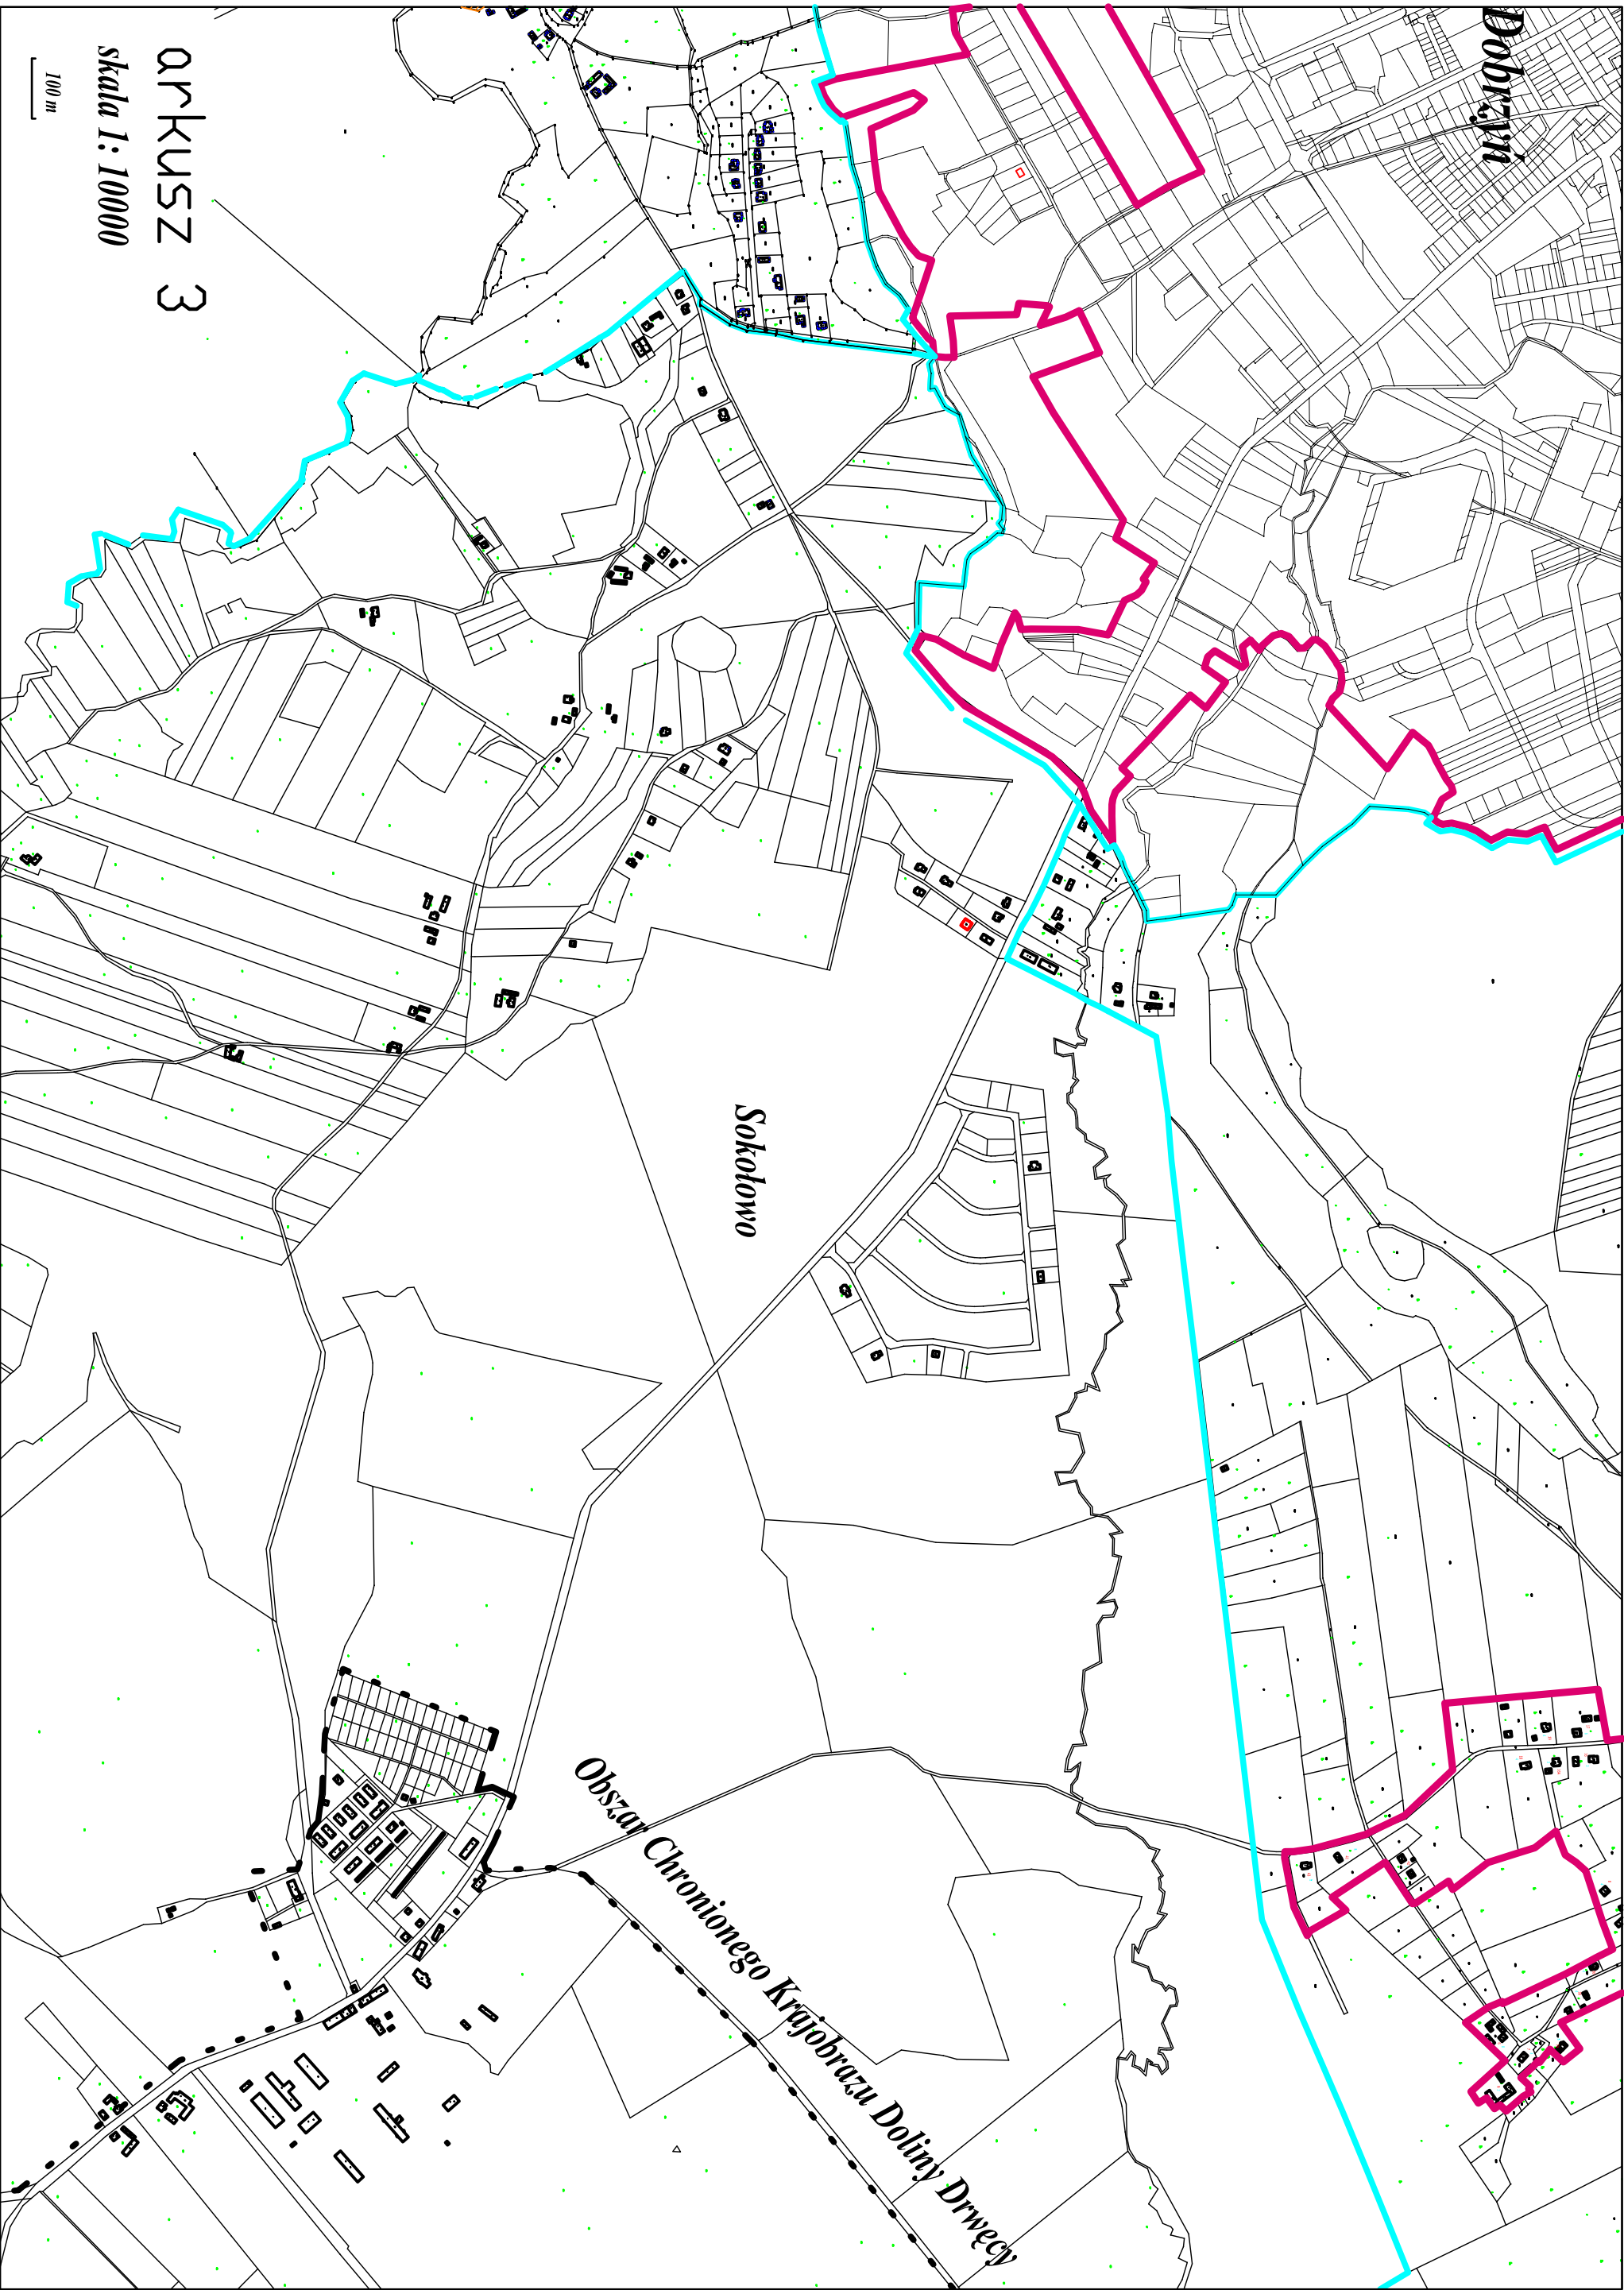 Dobrzyń
arkusz 3
skala 1: 10000
100 m
Sokołowo
Obszar Chronionego Krajobrazu Doliny Drwęcy